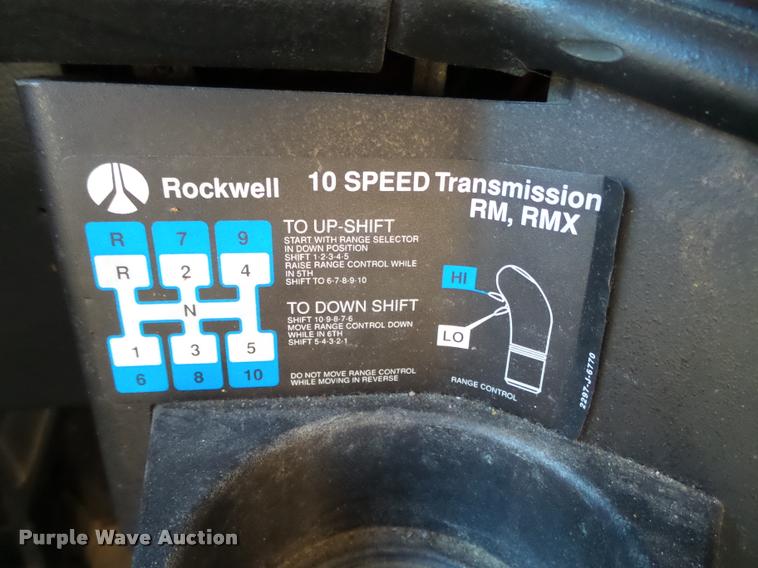 Rockwell 10 SPEED Transmission
RM, RMX
R 7 9
R 2 4
N
1 3 5
6 8 10
TO UP-SHIFT
START WITH RANGE SELECTOR
IN DOWN POSITION
SHIFT 1-2-3-4-5
RAISE RANGE CONTROL WHILE
IN 5TH
SHIFT TO 6-7-8-9-10
TO DOWN SHIFT
SHIFT 10-9-8-7-6
MOVE RANGE CONTROL DOWN
WHILE IN 6TH
SHIFT 5-4-3-2-1
DO NOT MOVE RANGE CONTROL
WHILE MOVING IN REVERSE
HI
LO
RANGE CONTROL
2297-J-6770
Purple Wave Auction